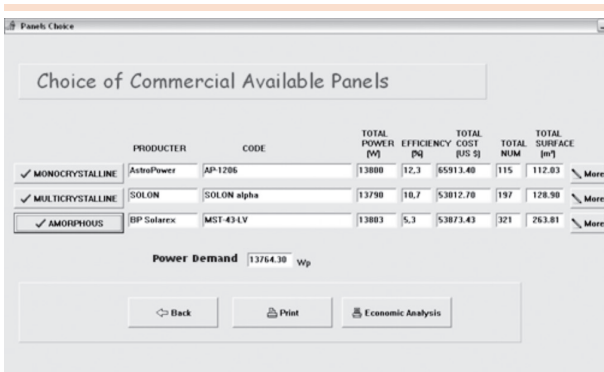 Panels Choice
Choice of Commercial Available Panels
PRODUCTER CODE TOTAL POWER (W) EFFICIENCY (%) TOTAL COST (US $) TOTAL NUM TOTAL SURFACE (m²)
MONOCRYSTALLINE AstroPower AP-1206 13800 12,3 65913.40 115 112.03 More
MULTICRYSTALLINE SOLON SOLON alpha 13790 10,7 53012.70 197 128.90 More
AMORPHOUS BP Solarex MST-43-LV 13803 5,3 53873.43 321 263.81 More
Power Demand 13764.30 Wp
Back Print Economic Analysis